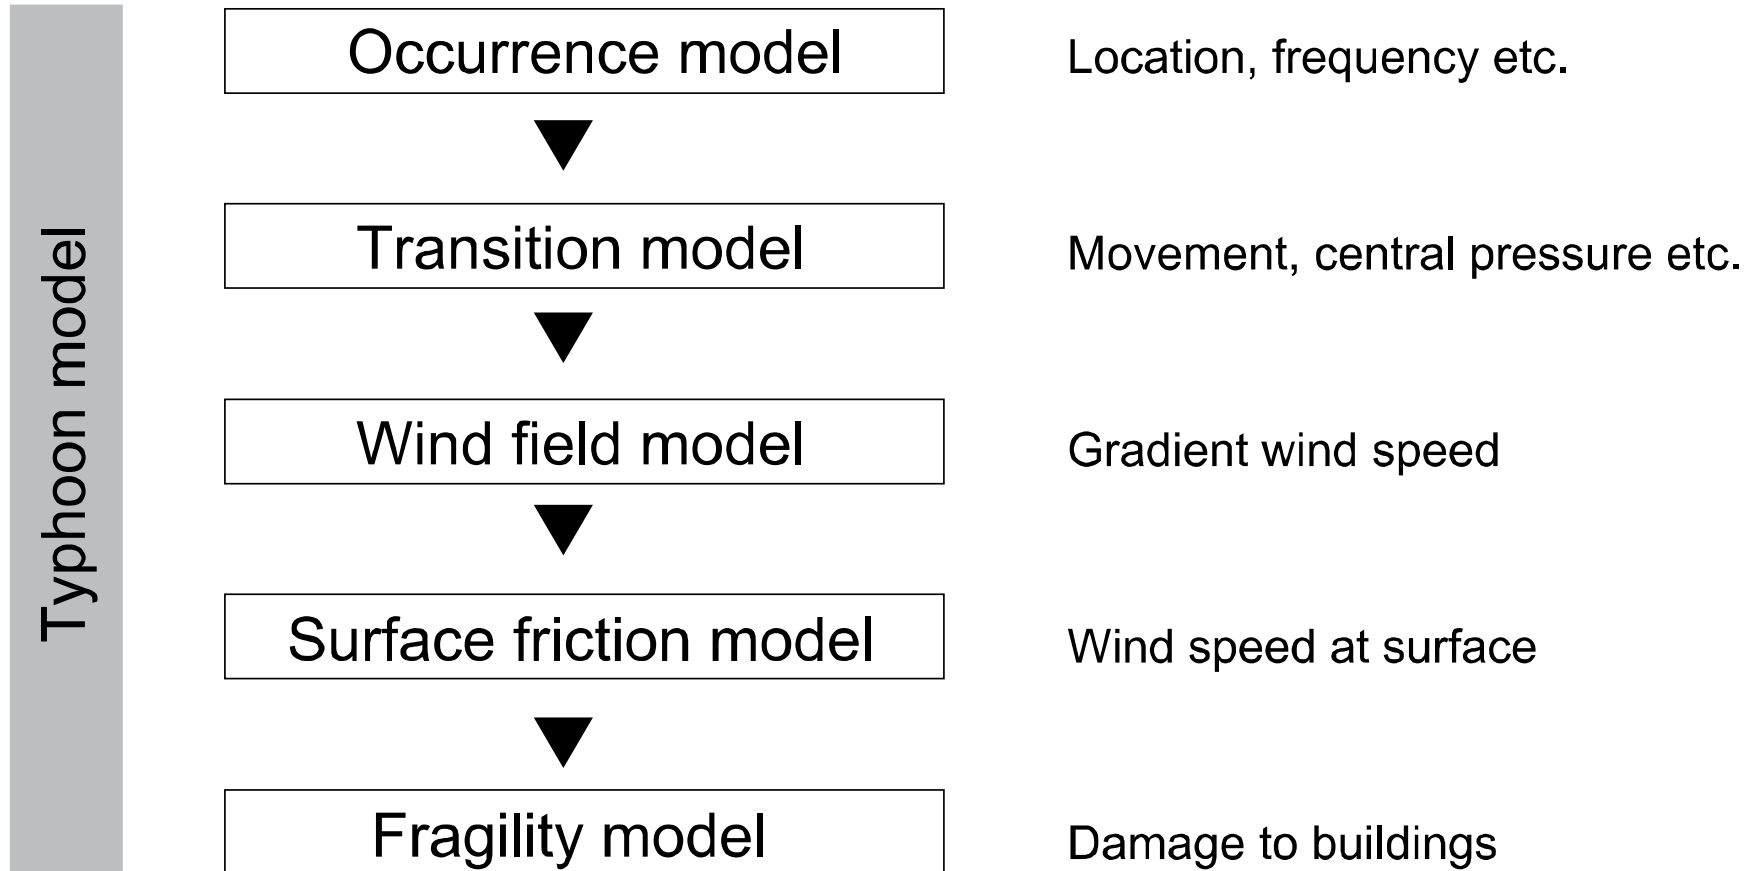 Typhoon model
Occurrence model
Location, frequency etc.
Transition model
Movement, central pressure etc.
Wind field model
Gradient wind speed
Surface friction model
Wind speed at surface
Fragility model
Damage to buildings